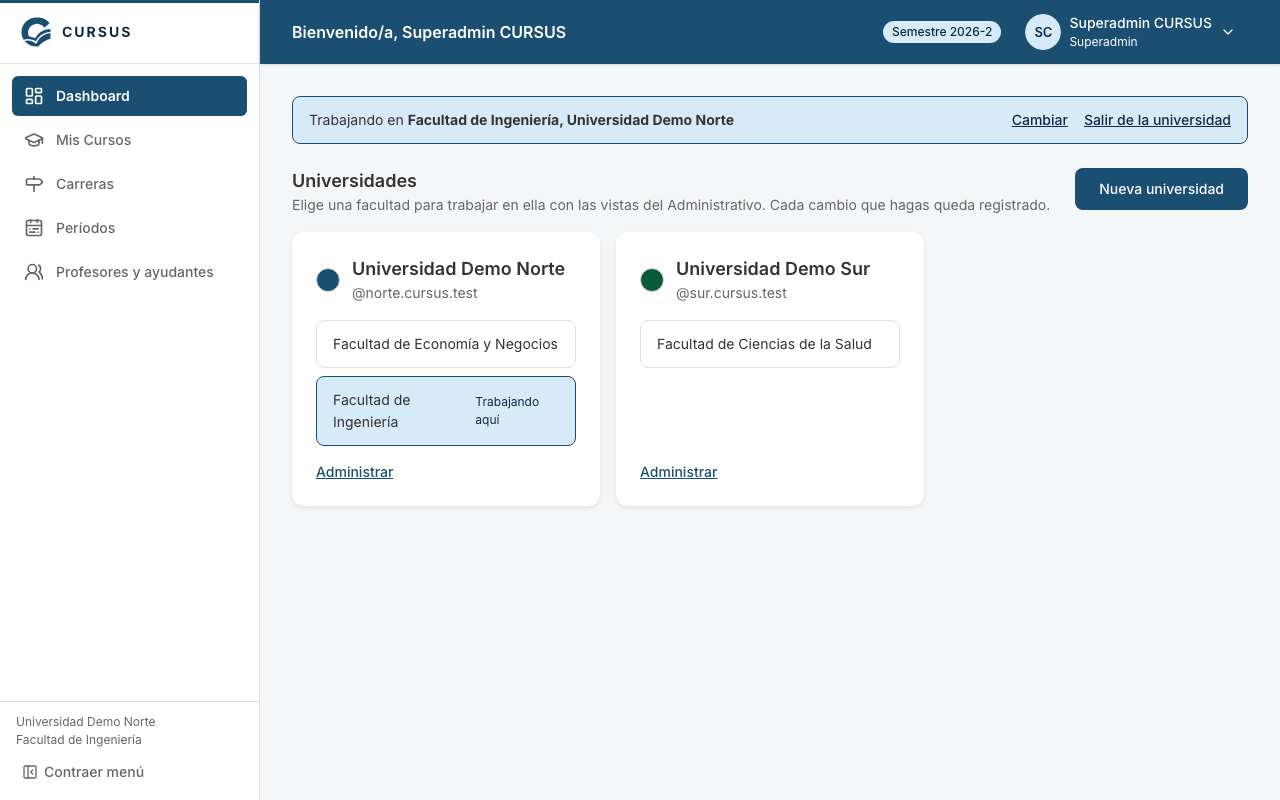 CURSUS
Bienvenido/a, Superadmin CURSUS
Semestre 2026-2
SC
Superadmin CURSUS
Superadmin
Dashboard
Mis Cursos
Carreras
Períodos
Profesores y ayudantes
Trabajando en Facultad de Ingeniería, Universidad Demo Norte
Cambiar
Salir de la universidad
Universidades
Elige una facultad para trabajar en ella con las vistas del Administrativo. Cada cambio que hagas queda registrado.
Nueva universidad
Universidad Demo Norte
@norte.cursus.test
Facultad de Economía y Negocios
Facultad de
Ingeniería
Trabajando
aquí
Administrar
Universidad Demo Sur
@sur.cursus.test
Facultad de Ciencias de la Salud
Administrar
Universidad Demo Norte
Facultad de Ingeniería
Contraer menú